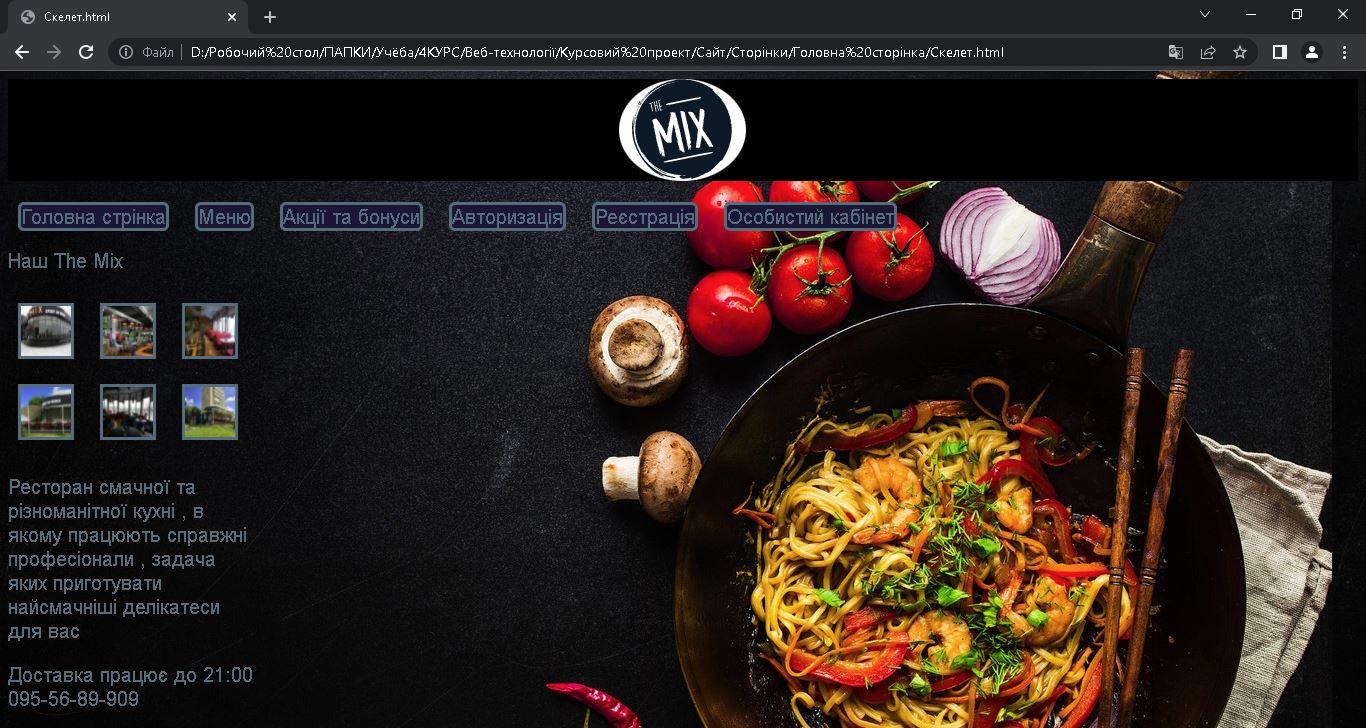 Скелет.html
Файл
D:/Робочий%20стол/ПАПКИ/Учёба/4КУРС/Веб-технології/Курсовий%20проект/Сайт/Сторінки/Головна%20сторінка/Скелет.html
THE
MIX
Головна стрінка Меню Акції та бонуси Авторизація Реєстрація Особистий кабінет
Наш The Mix
Ресторан смачної та
різноманітної кухні , в
якому працюють справжні
професіонали , задача
яких приготувати
найсмачніші делікатеси
для вас
Доставка працює до 21:00
095-56-89-909